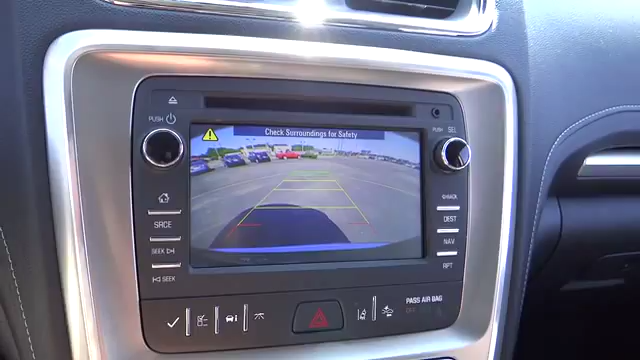 PUSH
PUSH SEL
Check Surroundings for Safety
BACK
SRCE
DEST
SEEK
NAV
SEEK
RPT
PASS AIR BAG